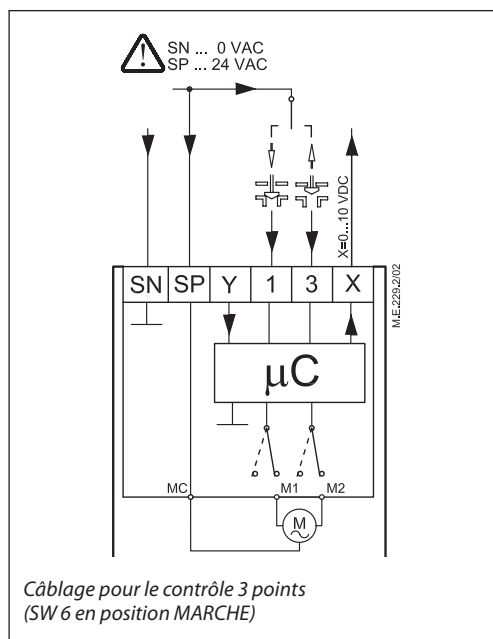 SN ... 0 VAC
SP ... 24 VAC
X=0...10 VDC
SN SP Y 1 3 X
M.E.229.2/02
µC
MC M1 M2
M
Câblage pour le contrôle 3 points
(SW 6 en position MARCHE)